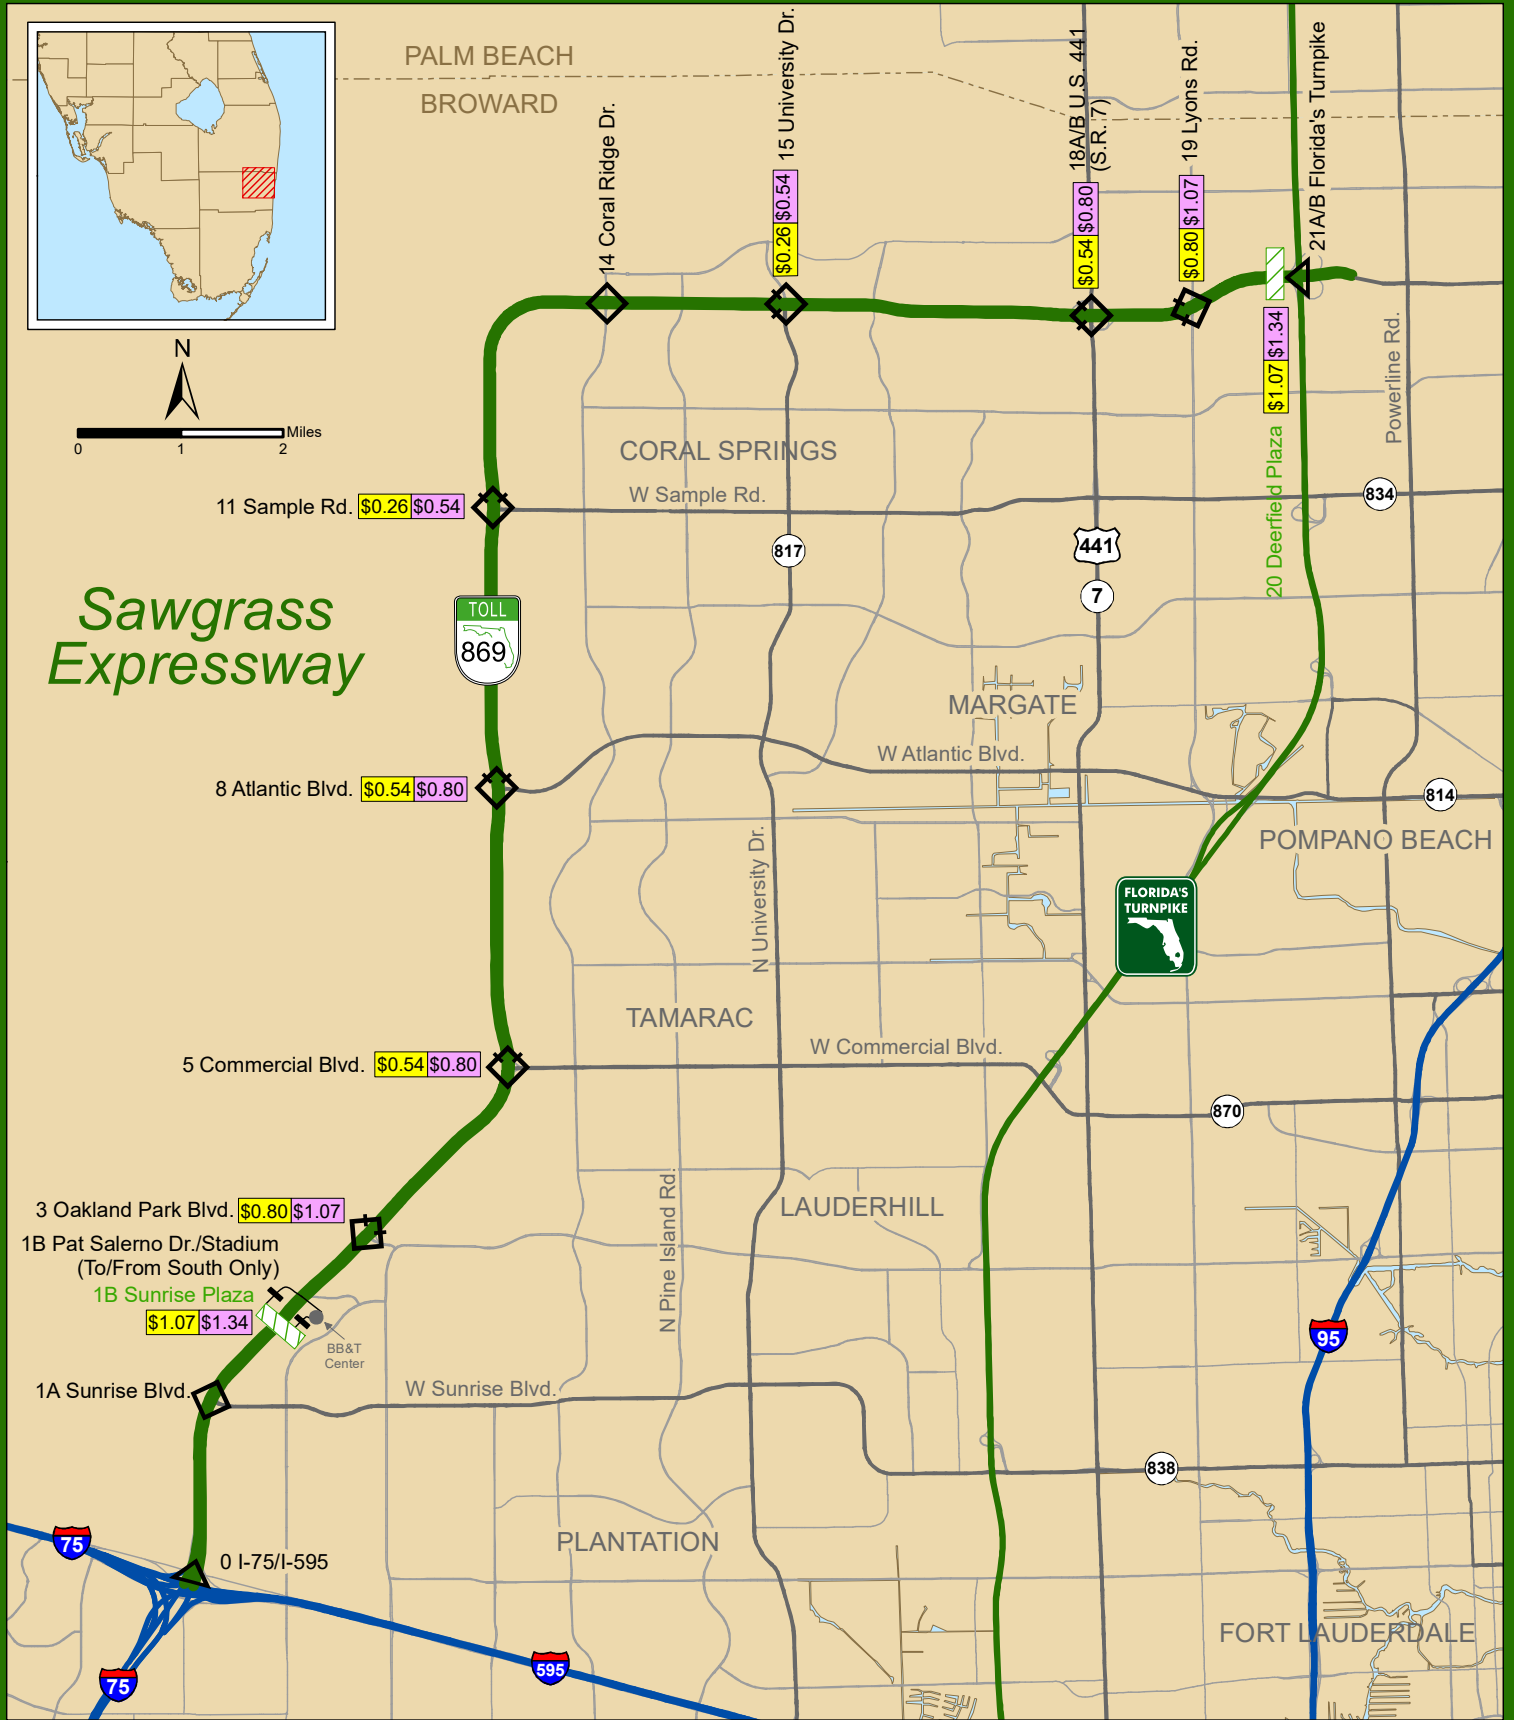 PALM BEACH
BROWARD
14 Coral Ridge Dr.
15 University Dr.
$0.26 $0.54
18A/B U.S. 441
(S.R. 7)
$0.54 $0.80
19 Lyons Rd.
$0.80 $1.07
21A/B Florida's Turnpike
$1.07 $1.34
20 Deerfield Plaza
Powerline Rd.
N
0 1 2 Miles
CORAL SPRINGS
11 Sample Rd. $0.26 $0.54
W Sample Rd.
834
817
441
7
Sawgrass
Expressway
TOLL
869
MARGATE
W Atlantic Blvd.
8 Atlantic Blvd. $0.54 $0.80
814
POMPANO BEACH
N University Dr.
FLORIDA'S
TURNPIKE
TAMARAC
W Commercial Blvd.
5 Commercial Blvd. $0.54 $0.80
870
LAUDERHILL
N Pine Island Rd.
3 Oakland Park Blvd. $0.80 $1.07
1B Pat Salerno Dr./Stadium
(To/From South Only)
1B Sunrise Plaza
$1.07 $1.34
BB&T
Center
95
1A Sunrise Blvd.
W Sunrise Blvd.
838
PLANTATION
75
0 I-75/I-595
FORT LAUDERDALE
595
75